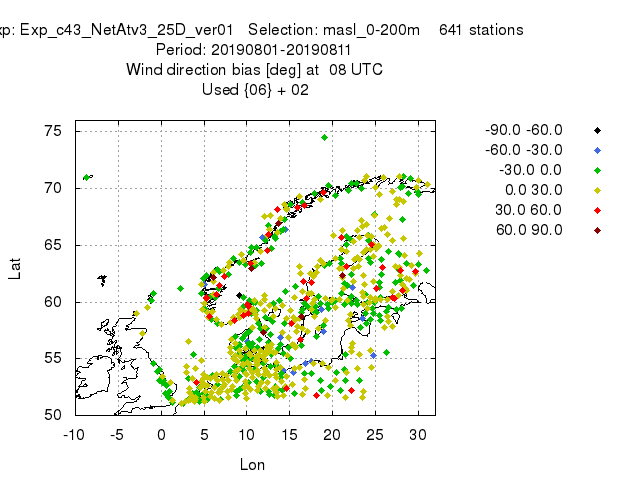 xp: Exp_c43_NetAtv3_25D_ver01 Selection: masl_0-200m 641 stations
Period: 20190801-20190811
Wind direction bias [deg] at 08 UTC
Used {06} + 02
-90.0 -60.0
-60.0 -30.0
-30.0 0.0
0.0 30.0
30.0 60.0
60.0 90.0
75
70
65
60
55
50
Lat
-10 -5 0 5 10 15 20 25 30
Lon